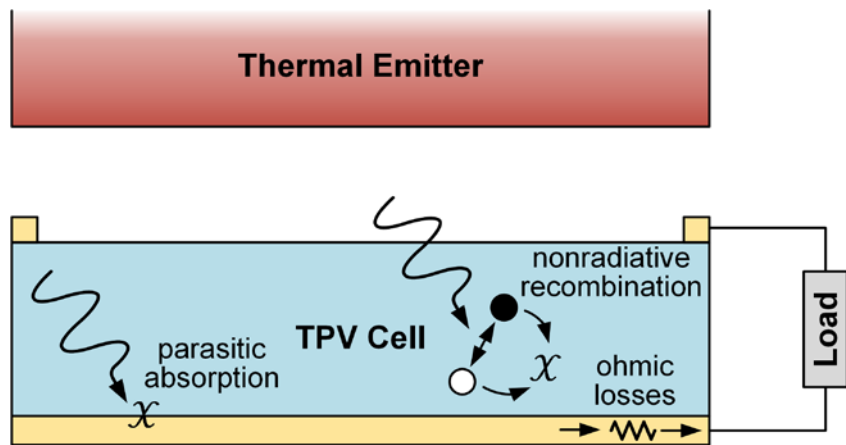 Thermal Emitter
nonradiative
recombination
TPV Cell
parasitic
absorption
x
x
ohmic
losses
Load